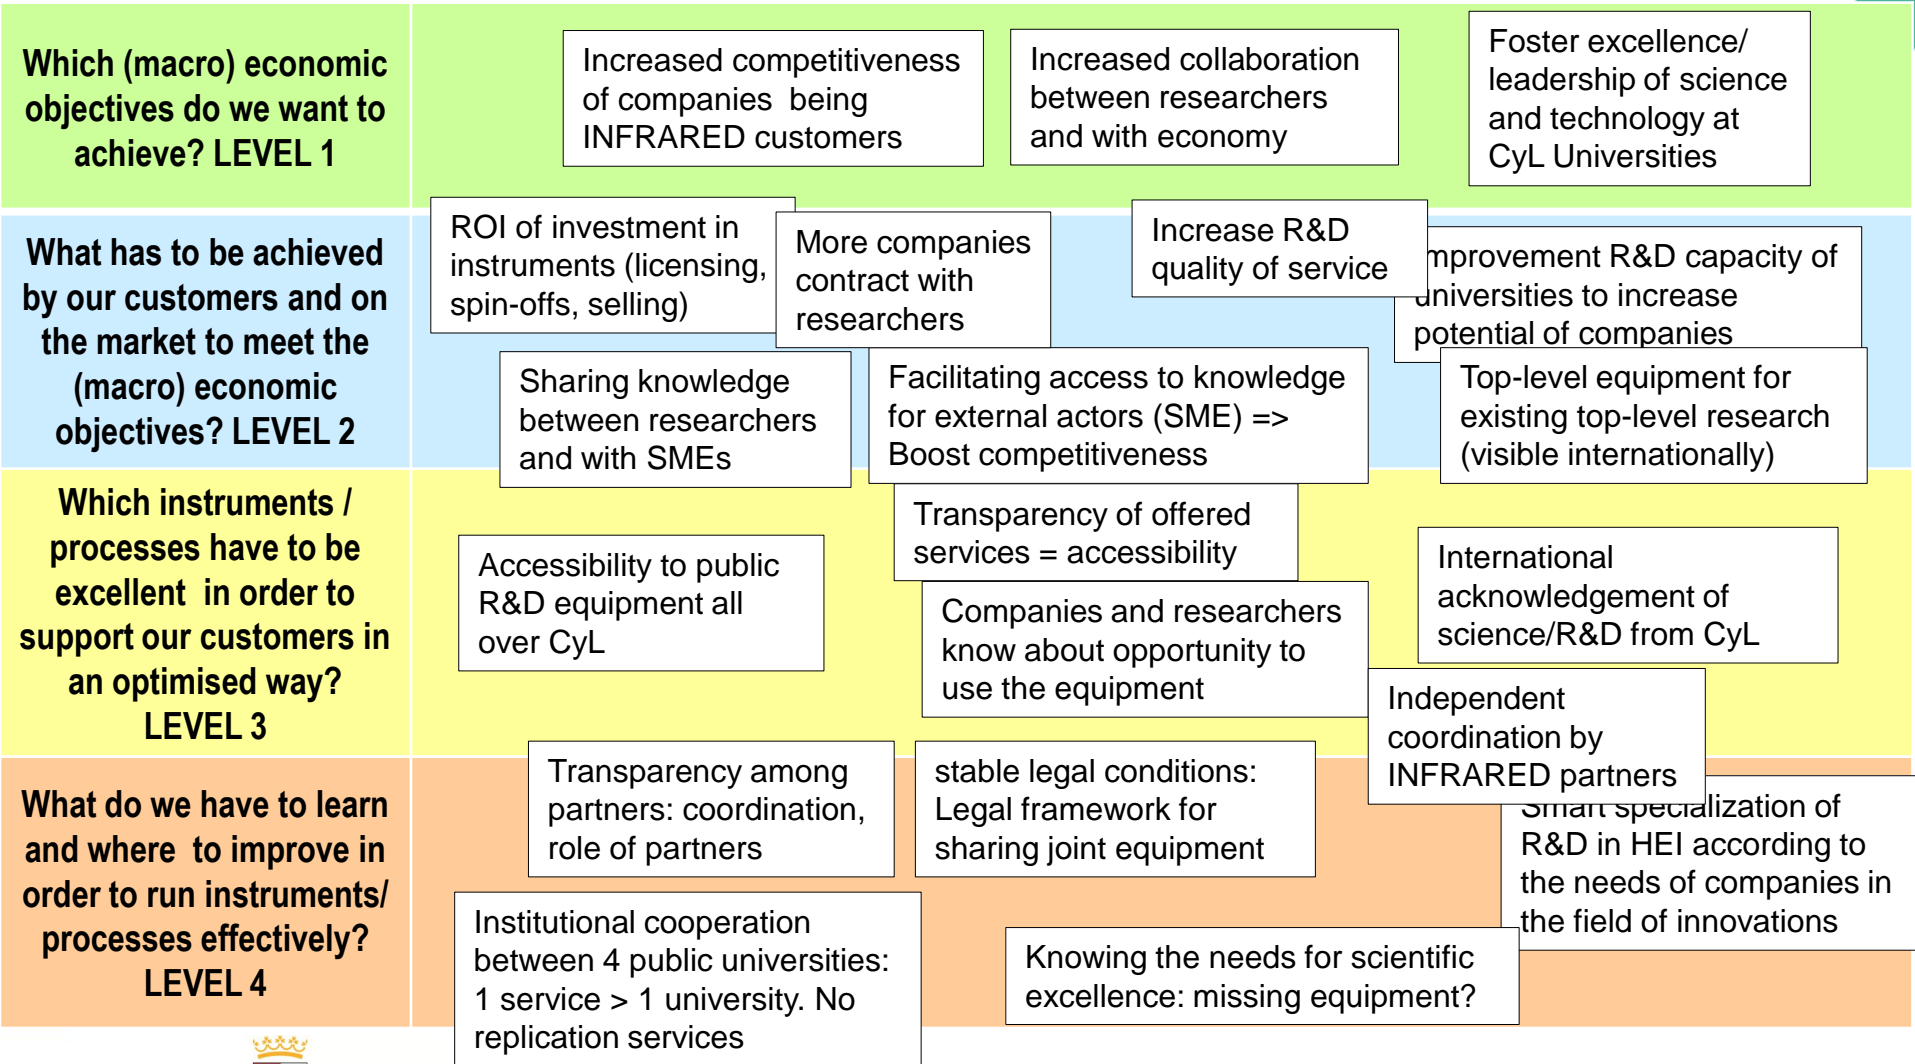 Which (macro) economic
objectives do we want to
achieve? LEVEL 1
Increased competitiveness
of companies being
INFRARED customers
Increased collaboration
between researchers
and with economy
Foster excellence/
leadership of science
and technology at
CyL Universities
What has to be achieved
by our customers and on
the market to meet the
(macro) economic
objectives? LEVEL 2
ROI of investment in
instruments (licensing,
spin-offs, selling)
More companies
contract with
researchers
Increase R&D
quality of service
mprovement R&D capacity of
universities to increase
potential of companies
Sharing knowledge
between researchers
and with SMEs
Facilitating access to knowledge
for external actors (SME) =>
Boost competitiveness
Top-level equipment for
existing top-level research
(visible internationally)
Which instruments /
processes have to be
excellent in order to
support our customers in
an optimised way?
LEVEL 3
Accessibility to public
R&D equipment all
over CyL
Transparency of offered
services = accessibility
Companies and researchers
know about opportunity to
use the equipment
International
acknowledgement of
science/R&D from CyL
Independent
coordination by
INFRARED partners
What do we have to learn
and where to improve in
order to run instruments/
processes effectively?
LEVEL 4
Transparency among
partners: coordination,
role of partners
stable legal conditions:
Legal framework for
sharing joint equipment
Smart specialization of
R&D in HEI according to
the needs of companies in
the field of innovations
Institutional cooperation
between 4 public universities:
1 service > 1 university. No
replication services
Knowing the needs for scientific
excellence: missing equipment?